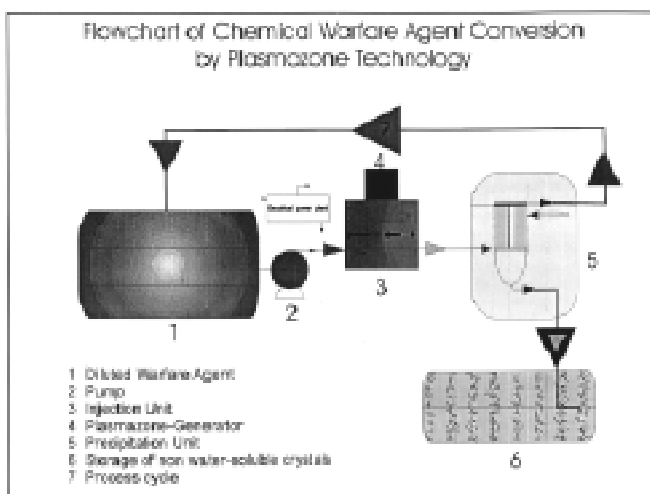 Flowchart of Chemical Warfare Agent Conversion
by Plasmazone Technology
7
4
5
3
2
1
6
1 Diluted Warfare Agent
2 Pump
3 Injection Unit
4 Plasmazone-Generator
5 Precipitation Unit
6 Storage of non water-soluble crystals
7 Process cycle